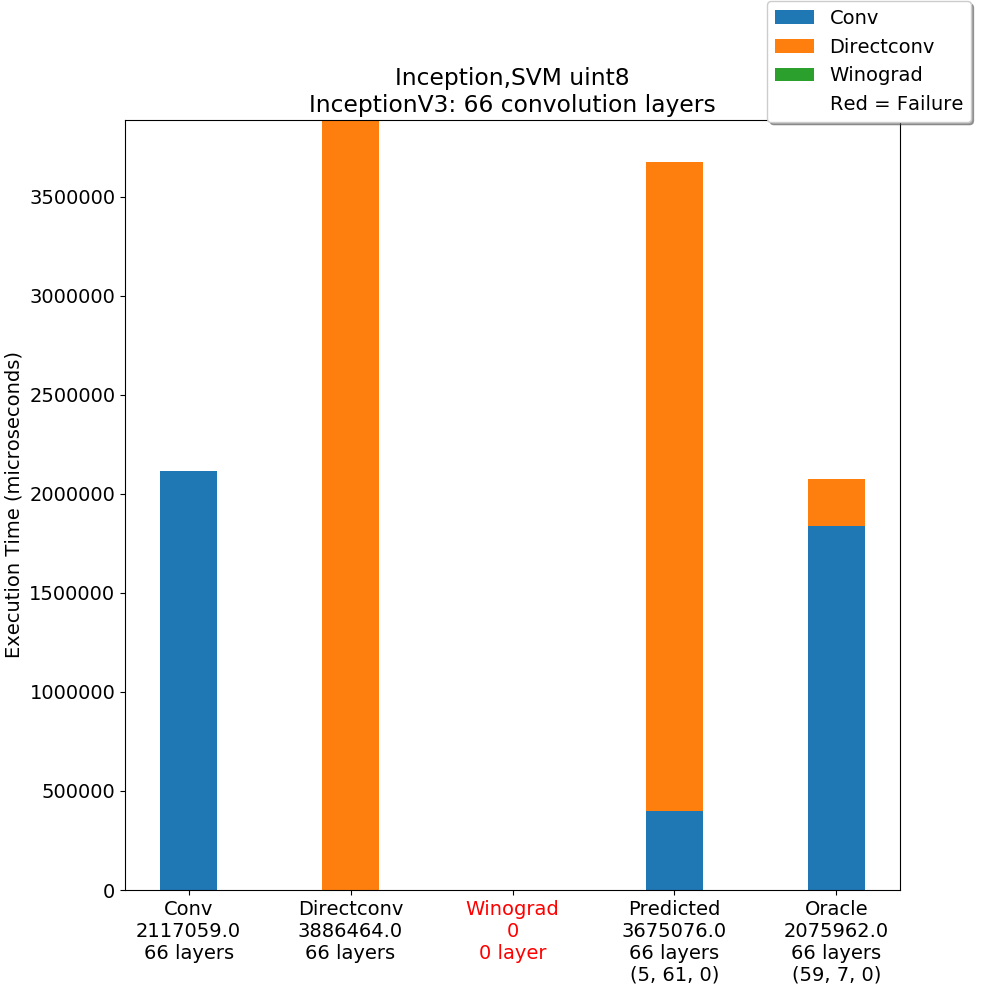 Conv
Directconv
Winograd
Red = Failure
Inception,SVM uint8
InceptionV3: 66 convolution layers
Execution Time (microseconds)
3500000
3000000
2500000
2000000
1500000
1000000
500000
0
Conv
2117059.0
66 layers
Directconv
3886464.0
66 layers
Winograd
0
0 layer
Predicted
3675076.0
66 layers
(5, 61, 0)
Oracle
2075962.0
66 layers
(59, 7, 0)